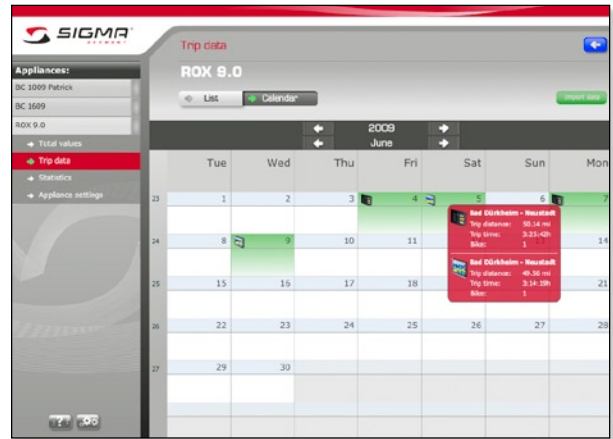 SIGMA
GERMANY
Trip data
ROX 9.0
List
Calendar
Import data
Appliances:
BC 1009 Patrick
BC 1609
ROX 9.0
Total values
Trip data
Statistics
Appliance settings
2009
June
Tue Wed Thu Fri Sat Sun Mon
23 1 2 3 4 5 6 7
Bad Dürkheim - Neustadt
Trip distance: 50.14 mi
Trip time: 3:25:42h
Bike: 1
Bad Dürkheim - Neustadt
Trip distance: 49.56 mi
Trip time: 3:14:19h
Bike: 1
24 8 9 10 11 13 14
25 15 16 17 18 21
26 22 23 24 25 26 27 28
27 29 30
?